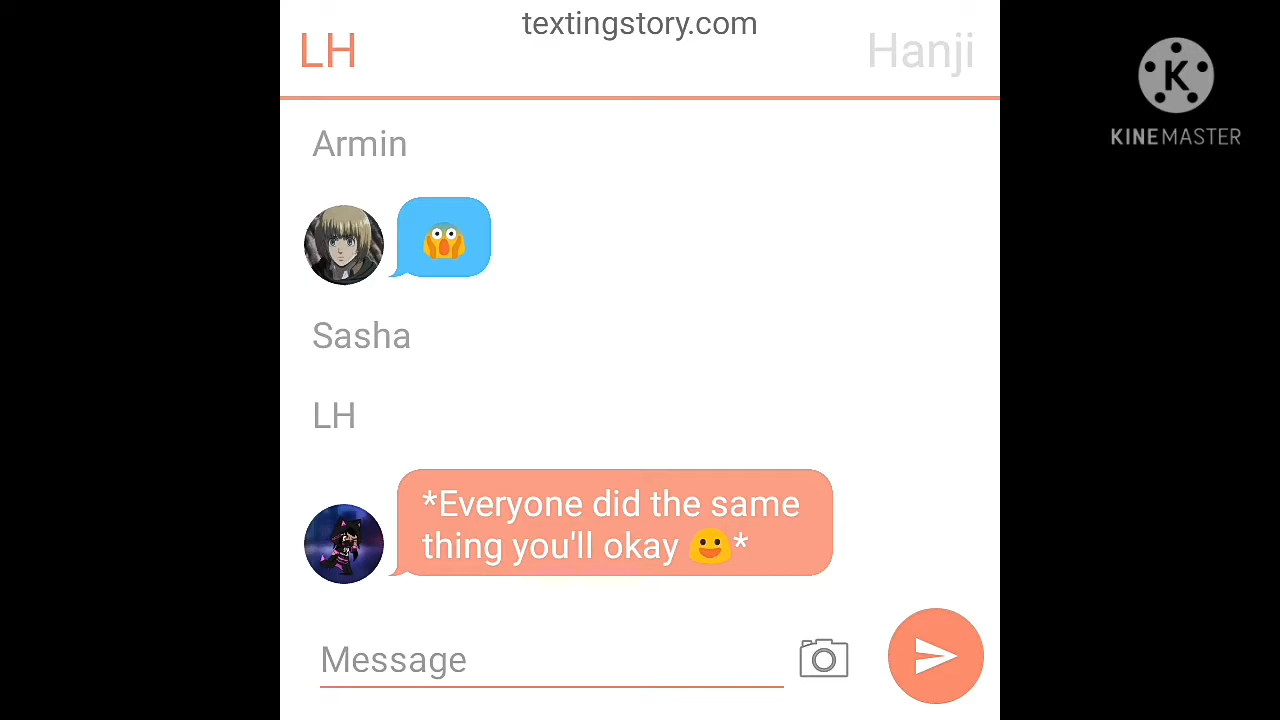 textingstory.com
LH
Hanji
KINEMASTER
Armin
Sasha
LH
*Everyone did the same
thing you'll okay 😃*
Message